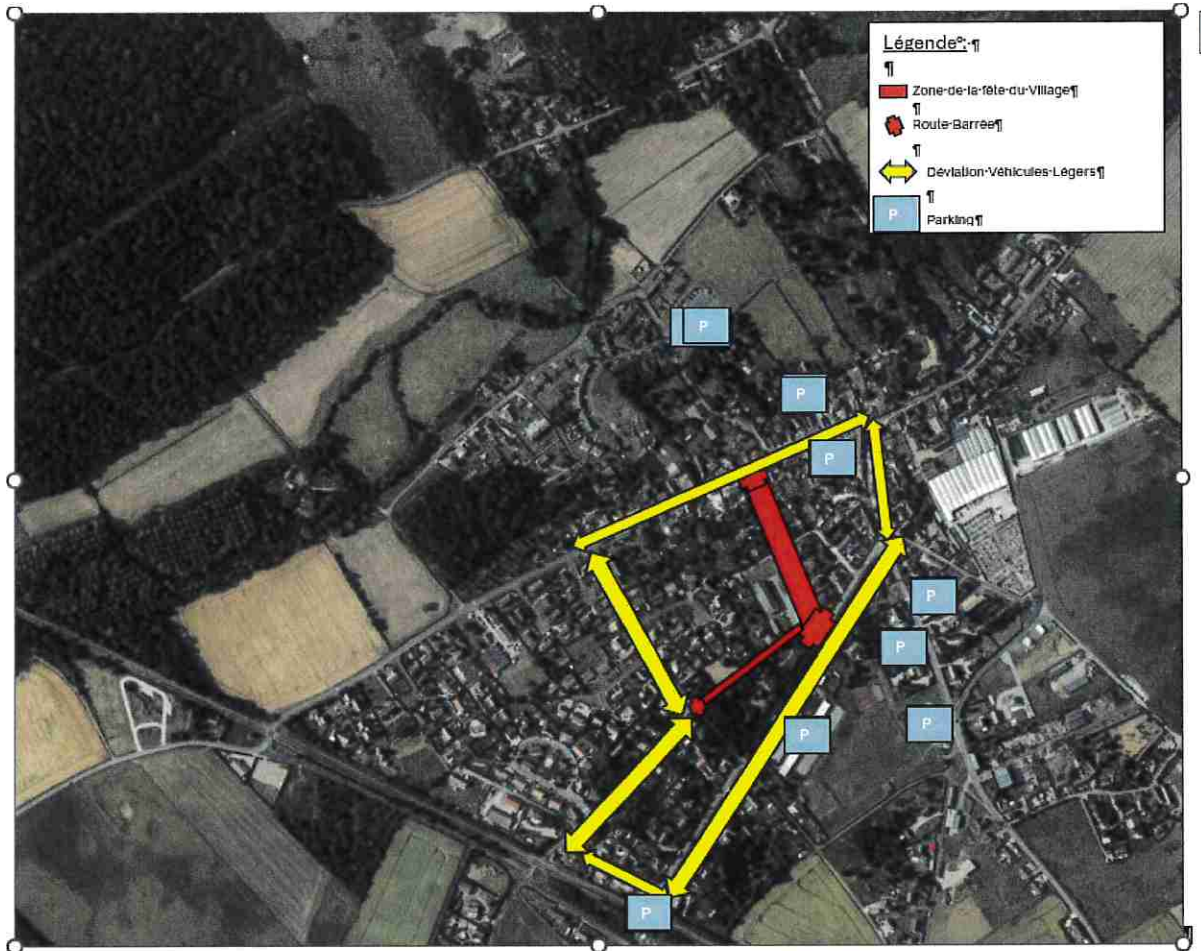 Légende°:·¶
¶
Zone·de·la·fête·du·Village¶
¶
Route·Barrée¶
¶
Déviation·Véhicules·Légers¶
¶
P
Parking¶
P
P
P
P
P
P
P
P
¶